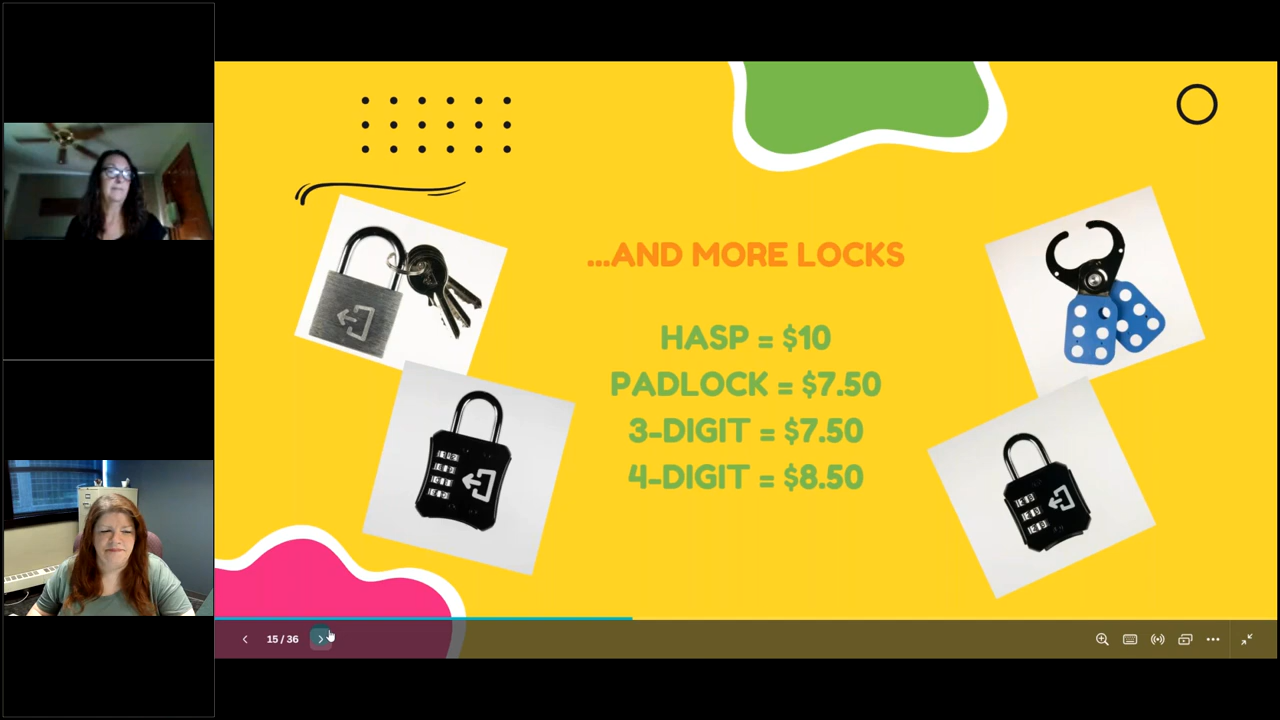 ...AND MORE LOCKS
HASP = $10
PADLOCK = $7.50
3-DIGIT = $7.50
4-DIGIT = $8.50
15 / 36